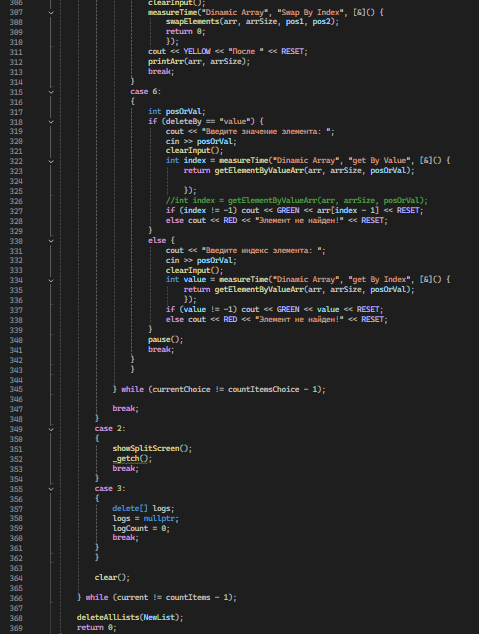 306 clearInput();
307 measureTime("Dinamic Array", "Swap By Index", [&]() {
308 swapElements(arr, arrSize, pos1, pos2);
309 return 0;
310 });
311 cout << YELLOW << "После " << RESET;
312 printArr(arr, arrSize);
313 break;
314 }
315 case 6:
316 {
317 int posOrVal;
318 if (deleteBy == "value") {
319 cout << "Введите значение элемента: ";
320 cin >> posOrVal;
321 clearInput();
322 int index = measureTime("Dinamic Array", "get By Value", [&]() {
323 return getElementByValueArr(arr, arrSize, posOrVal);
324
325 });
326 //int index = getElementByValueArr(arr, arrSize, posOrVal);
327 if (index != -1) cout << GREEN << arr[index - 1] << RESET;
328 else cout << RED << "Элемент не найден!" << RESET;
329 }
330 else {
331 cout << "Введите индекс элемента: ";
332 cin >> posOrVal;
333 clearInput();
334 int value = measureTime("Dinamic Array", "get By Index", [&]() {
335 return getElementByValueArr(arr, arrSize, posOrVal);
336 });
337 if (value != -1) cout << GREEN << value << RESET;
338 else cout << RED << "Элемент не найден!" << RESET;
339 }
340 pause();
341 break;
342 }
343 }
344
345 } while (currentChoice != countItemsChoice - 1);
346
347 break;
348 }
349 case 2:
350 {
351 showSplitScreen();
352 _getch();
353 break;
354 }
355 case 3:
356 {
357 delete[] logs;
358 logs = nullptr;
359 logCount = 0;
360 break;
361 }
362 }
363
364 clear();
365
366 } while (current != countItems - 1);
367
368 deleteAllLists(NewList);
369 return 0;